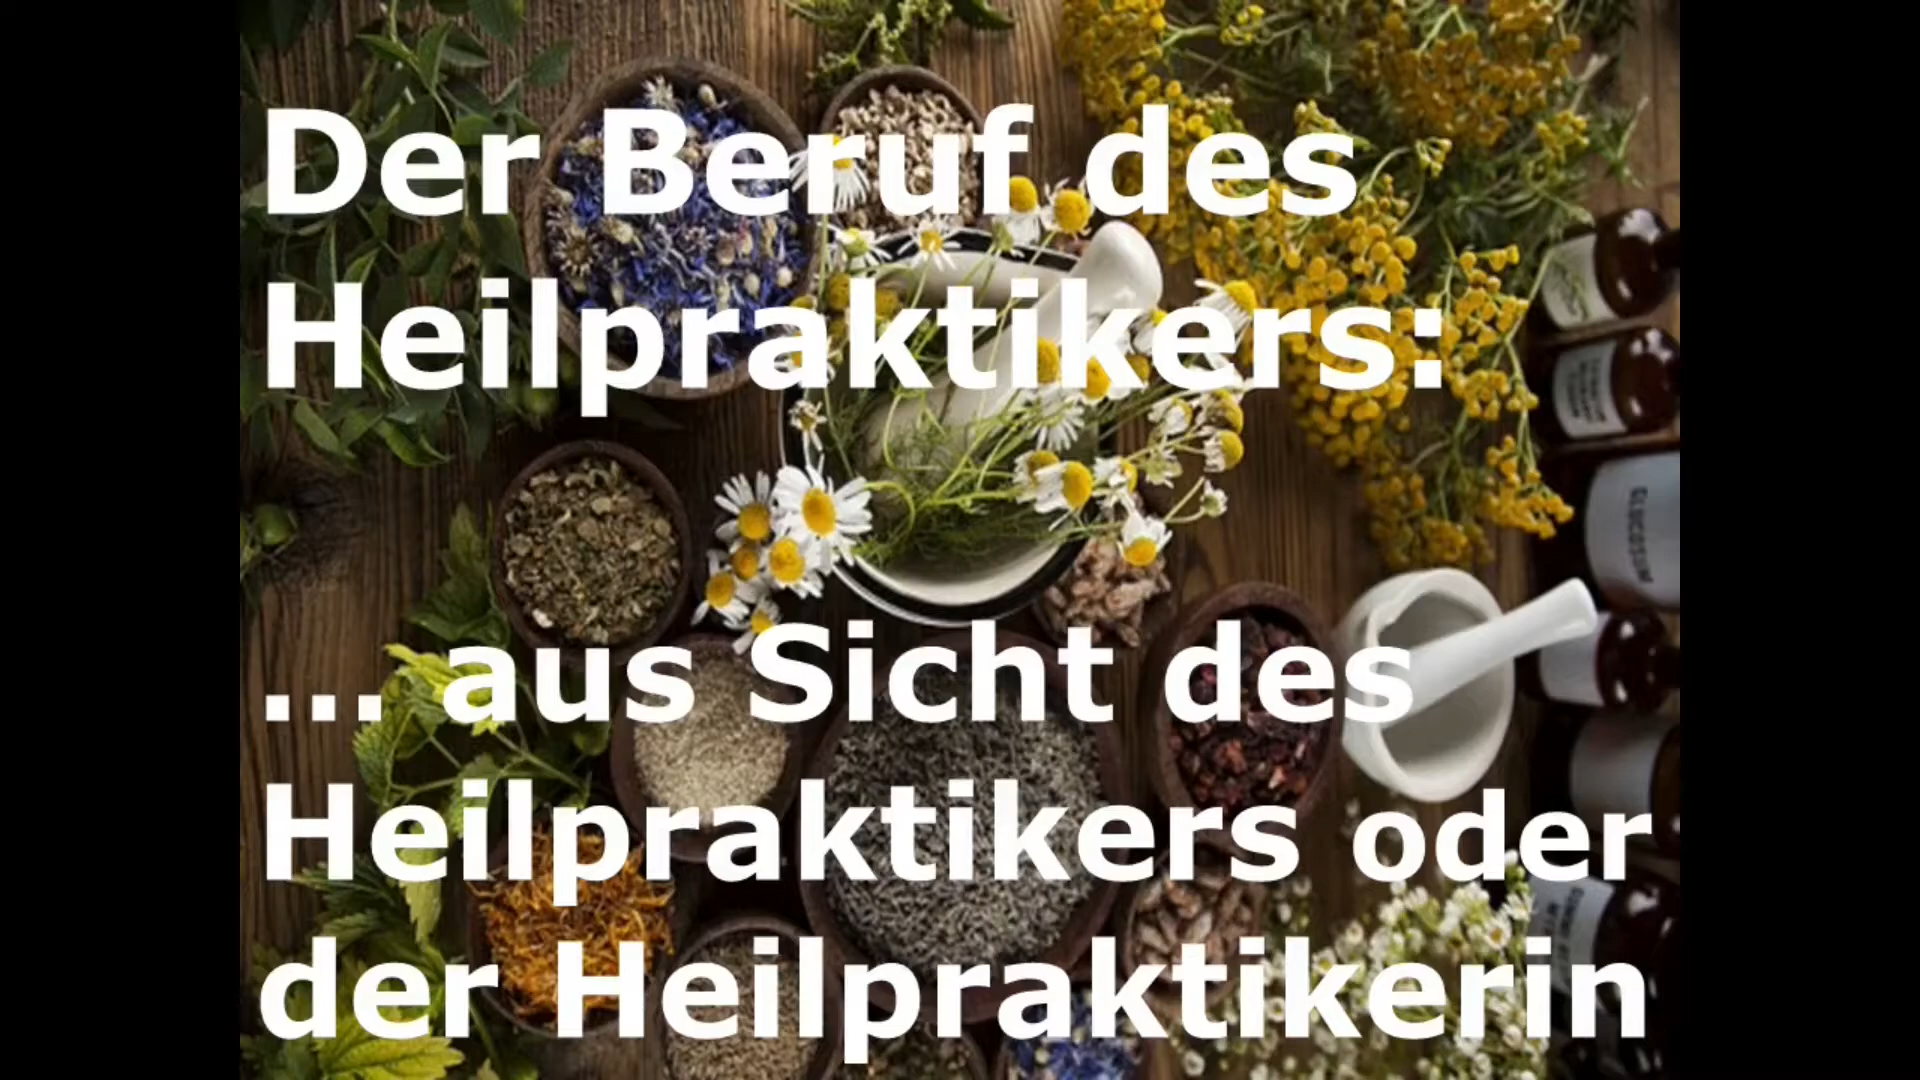 Der Beruf des
Heilpraktikers:
... aus Sicht des
Heilpraktikers oder
der Heilpraktikerin